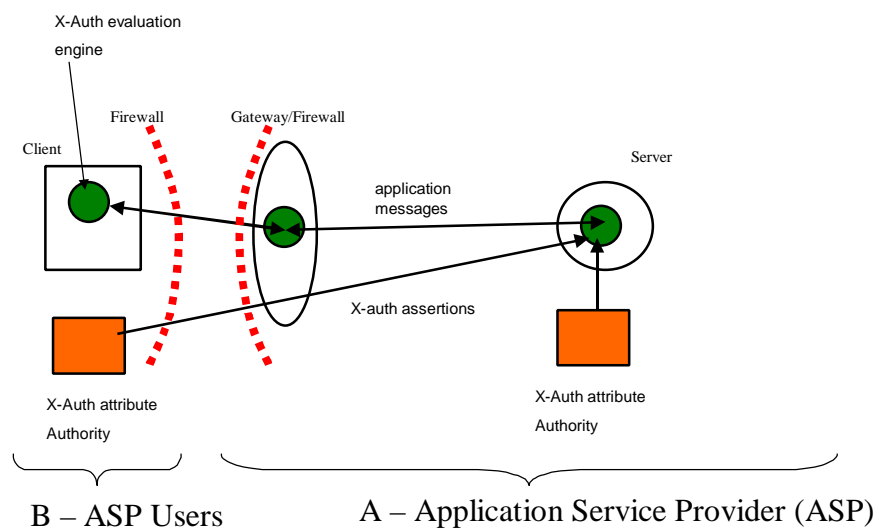 X-Auth evaluation
engine
Firewall
Gateway/Firewall
Client
Server
application
messages
X-auth assertions
X-Auth attribute
Authority
X-Auth attribute
Authority
B – ASP Users
A – Application Service Provider (ASP)